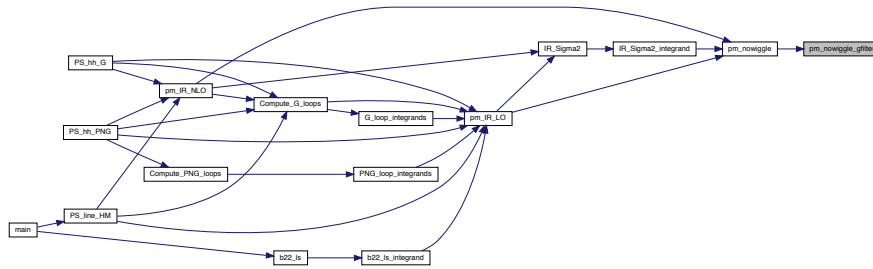 IR_Sigma2
IR_Sigma2_integrand
pm_nowiggle
pm_nowiggle_gfilter
PS_hh_G
pm_IR_NLO
Compute_G_loops
G_loop_integrands
pm_IR_LO
PS_hh_PNG
Compute_PNG_loops
PNG_loop_integrands
PS_line_HM
main
b22_ls
b22_ls_integrand